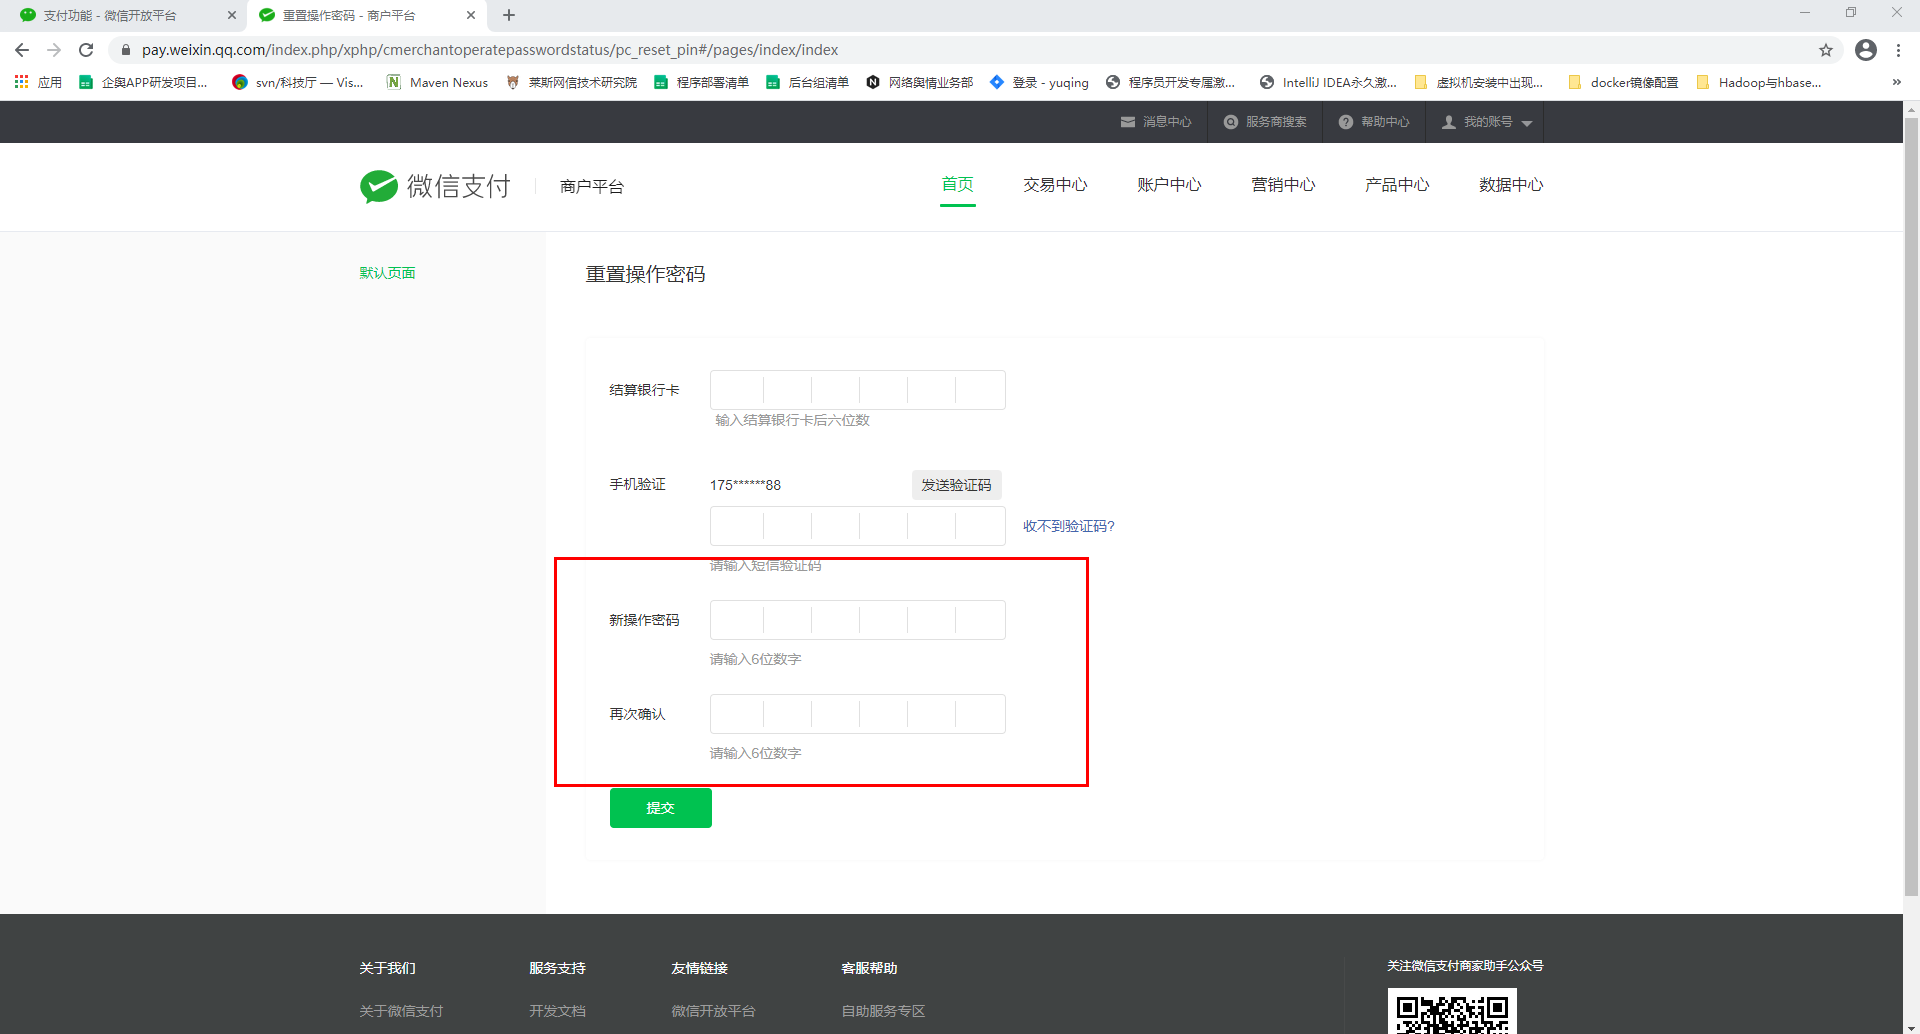 支付功能 - 微信开放平台
重置操作密码 - 商户平台
pay.weixin.qq.com/index.php/xphp/cmerchantoperatepasswordstatus/pc_reset_pin#/pages/index/index
应用 企舆APP研发项目... svn/科技厅 — Vis... Maven Nexus 莱斯网信技术研究院 程序部署清单 后台组清单 网络舆情业务部 登录 - yuqing 程序员开发专属激... IntelliJ IDEA永久激... 虚拟机安装中出现... docker镜像配置 Hadoop与hbase... »
消息中心 服务商搜索 帮助中心 我的账号
微信支付 商户平台 首页 交易中心 账户中心 营销中心 产品中心 数据中心
默认页面
重置操作密码
结算银行卡
输入结算银行卡后六位数
手机验证 175******88 发送验证码
收不到验证码?
请输入短信验证码
新操作密码
请输入6位数字
再次确认
请输入6位数字
提交
关于我们 服务支持 友情链接 客服帮助 关注微信支付商家助手公众号
关于微信支付 开发文档 微信开放平台 自助服务专区